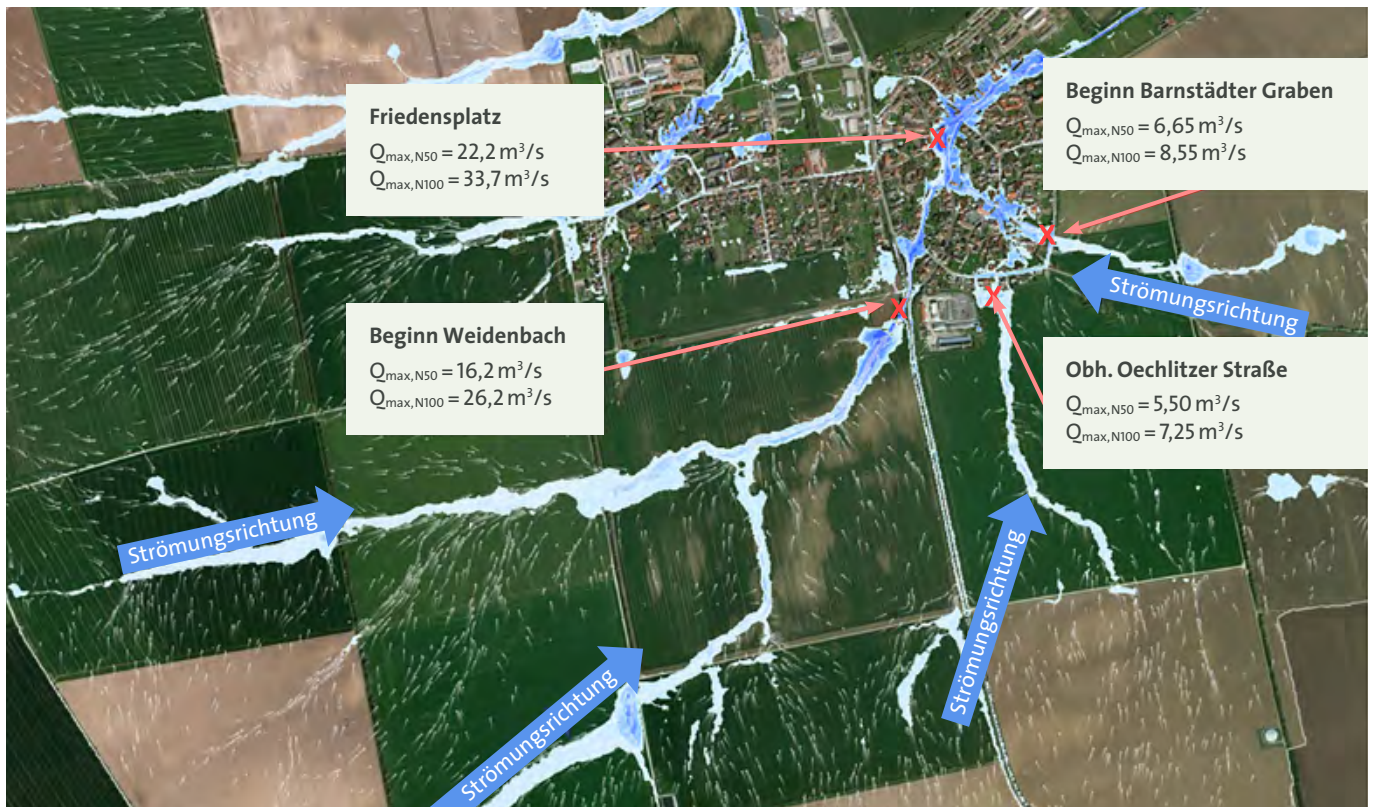 Friedensplatz
Qmax,N50 = 22,2 m³/s
Qmax,N100 = 33,7 m³/s
Beginn Barnstädter Graben
Qmax,N50 = 6,65 m³/s
Qmax,N100 = 8,55 m³/s
Beginn Weidenbach
Qmax,N50 = 16,2 m³/s
Qmax,N100 = 26,2 m³/s
Strömungsrichtung
Obh. Oechlitzer Straße
Qmax,N50 = 5,50 m³/s
Qmax,N100 = 7,25 m³/s
Strömungsrichtung
Strömungsrichtung
Strömungsrichtung